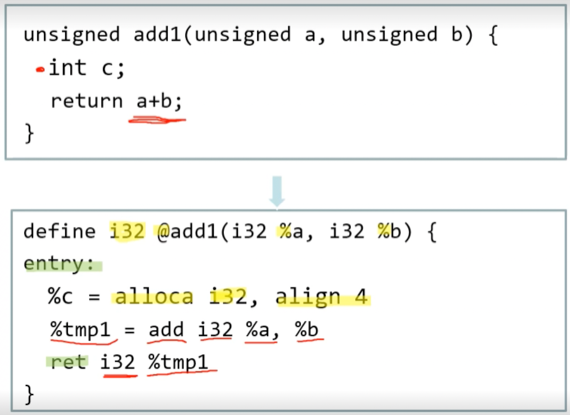 unsigned add1(unsigned a, unsigned b) {
int c;
return a+b;
}
define i32 @add1(i32 %a, i32 %b) {
entry:
%c = alloca i32, align 4
%tmp1 = add i32 %a, %b
ret i32 %tmp1
}